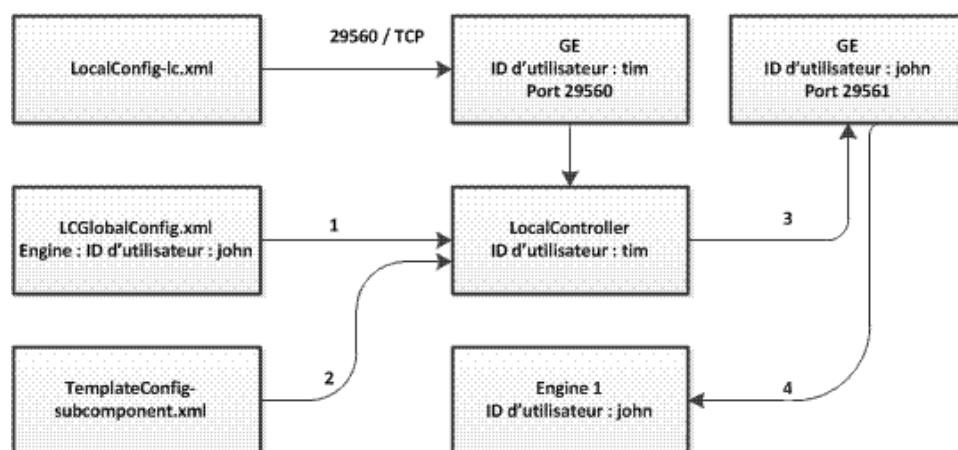 29560 / TCP
LocalConfig-lc.xml
GE
ID d'utilisateur : tim
Port 29560
GE
ID d'utilisateur : john
Port 29561
LCGlobalConfig.xml
Engine : ID d'utilisateur : john
1
LocalController
ID d'utilisateur : tim
3
TemplateConfig-
subcomponent.xml
2
Engine 1
ID d'utilisateur : john
4